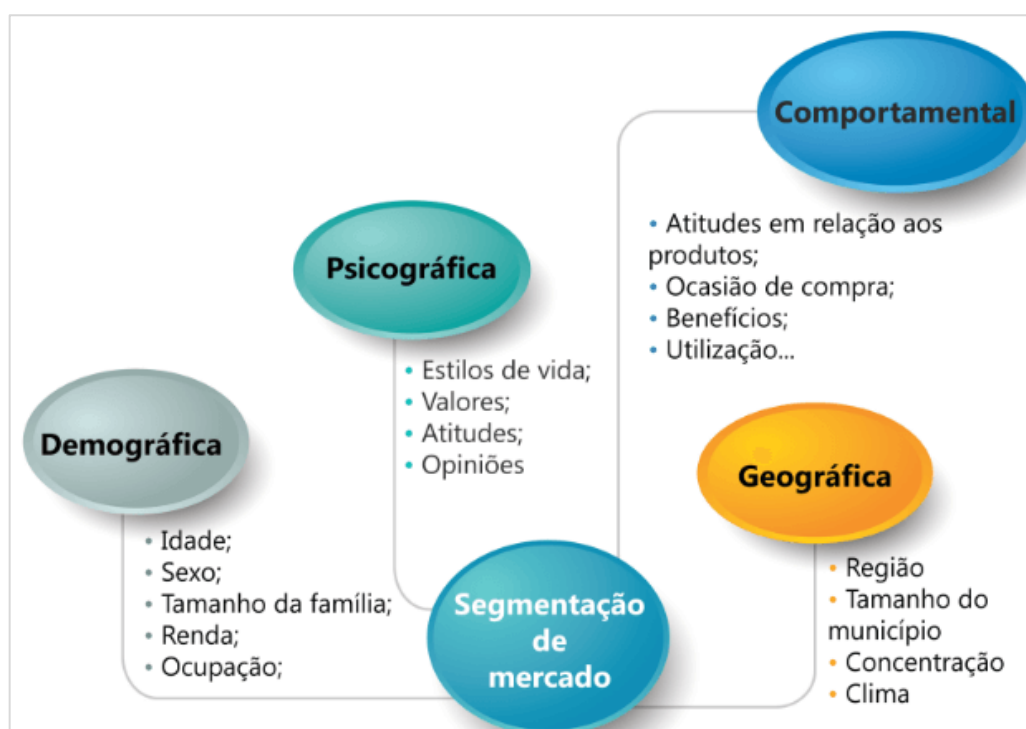 Comportamental
• Atitudes em relação aos
produtos;
• Ocasião de compra;
• Benefícios;
• Utilização...
Psicográfica
• Estilos de vida;
• Valores;
• Atitudes;
• Opiniões
Demográfica
• Idade;
• Sexo;
• Tamanho da família;
• Renda;
• Ocupação;
Geográfica
• Região
• Tamanho do
município
• Concentração
• Clima
Segmentação
de
mercado